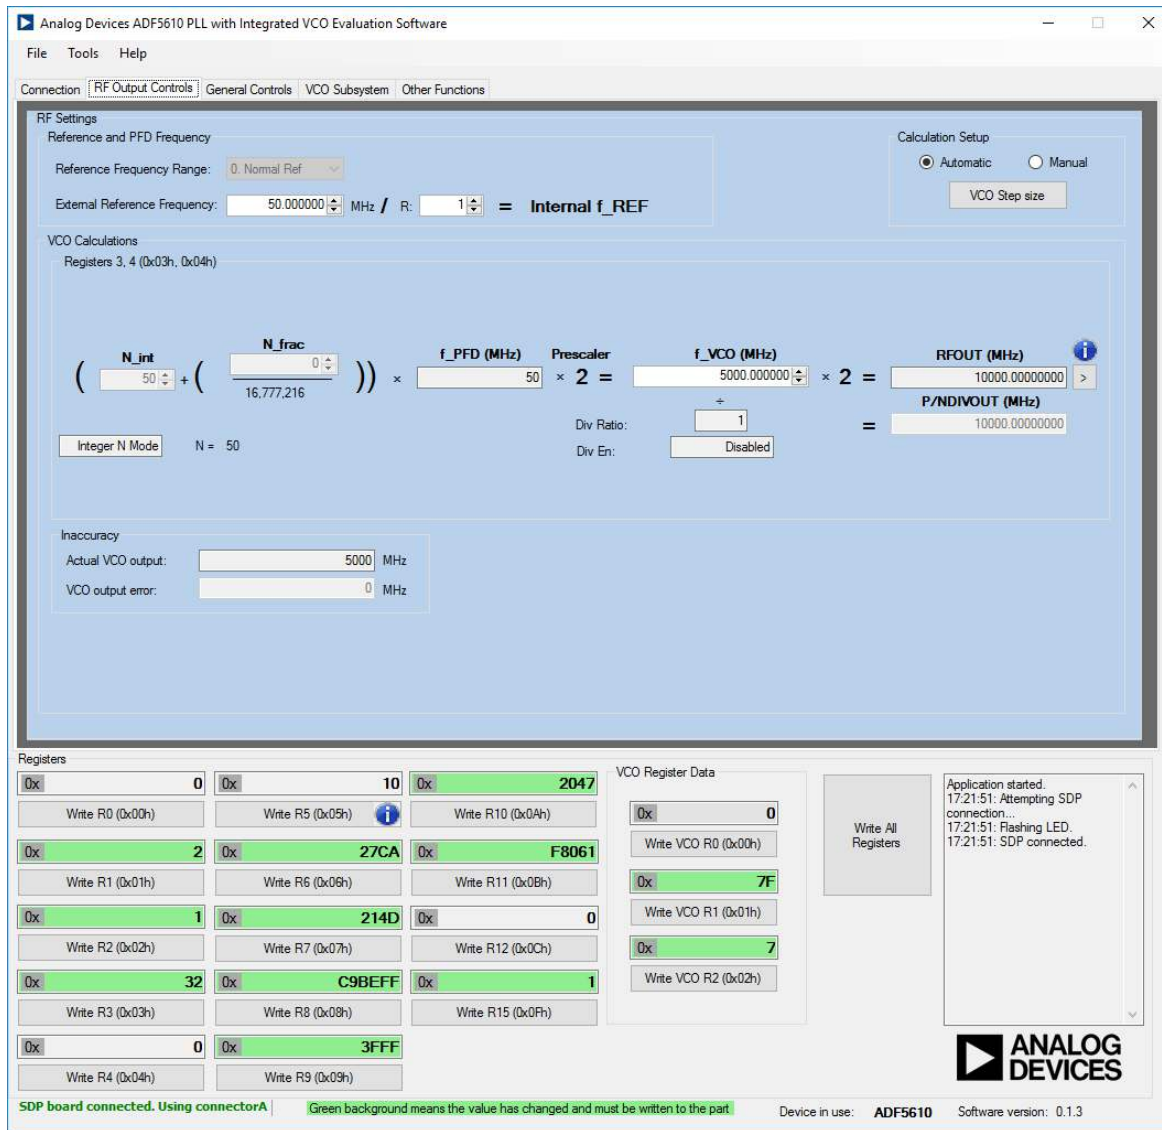 Analog Devices ADF5610 PLL with Integrated VCO Evaluation Software
File Tools Help
Connection RF Output Controls General Controls VCO Subsystem Other Functions
RF Settings
Reference and PFD Frequency
Reference Frequency Range: 0. Normal Ref
External Reference Frequency: 50.000000 MHz / R: 1 = Internal f_REF
Calculation Setup
Automatic Manual
VCO Step size
VCO Calculations
Registers 3, 4 (0x03h, 0x04h)
N_int N_frac f_PFD (MHz) Prescaler f_VCO (MHz) RFOUT (MHz)
( 50 + ( 0 )) × 50 × 2 = 5000.000000 × 2 = 10000.00000000 >
16,777,216
÷ P/NDIVOUT (MHz)
Div Ratio: 1 = 10000.00000000
Integer N Mode N = 50 Div En: Disabled
Inaccuracy
Actual VCO output: 5000 MHz
VCO output error: 0 MHz
Registers
0x 0 0x 10 0x 2047
Write R0 (0x00h) Write R5 (0x05h) Write R10 (0x0Ah)
0x 2 0x 27CA 0x F8061
Write R1 (0x01h) Write R6 (0x06h) Write R11 (0x0Bh)
0x 1 0x 214D 0x 0
Write R2 (0x02h) Write R7 (0x07h) Write R12 (0x0Ch)
0x 32 0x C9BEFF 0x 1
Write R3 (0x03h) Write R8 (0x08h) Write R15 (0x0Fh)
0x 0 0x 3FFF
Write R4 (0x04h) Write R9 (0x09h)
VCO Register Data
0x 0
Write VCO R0 (0x00h)
0x 7F
Write VCO R1 (0x01h)
0x 7
Write VCO R2 (0x02h)
Write All
Registers
Application started.
17:21:51: Attempting SDP
connection...
17:21:51: Flashing LED.
17:21:51: SDP connected.
ANALOG
DEVICES
SDP board connected. Using connectorA Green background means the value has changed and must be written to the part Device in use: ADF5610 Software version: 0.1.3